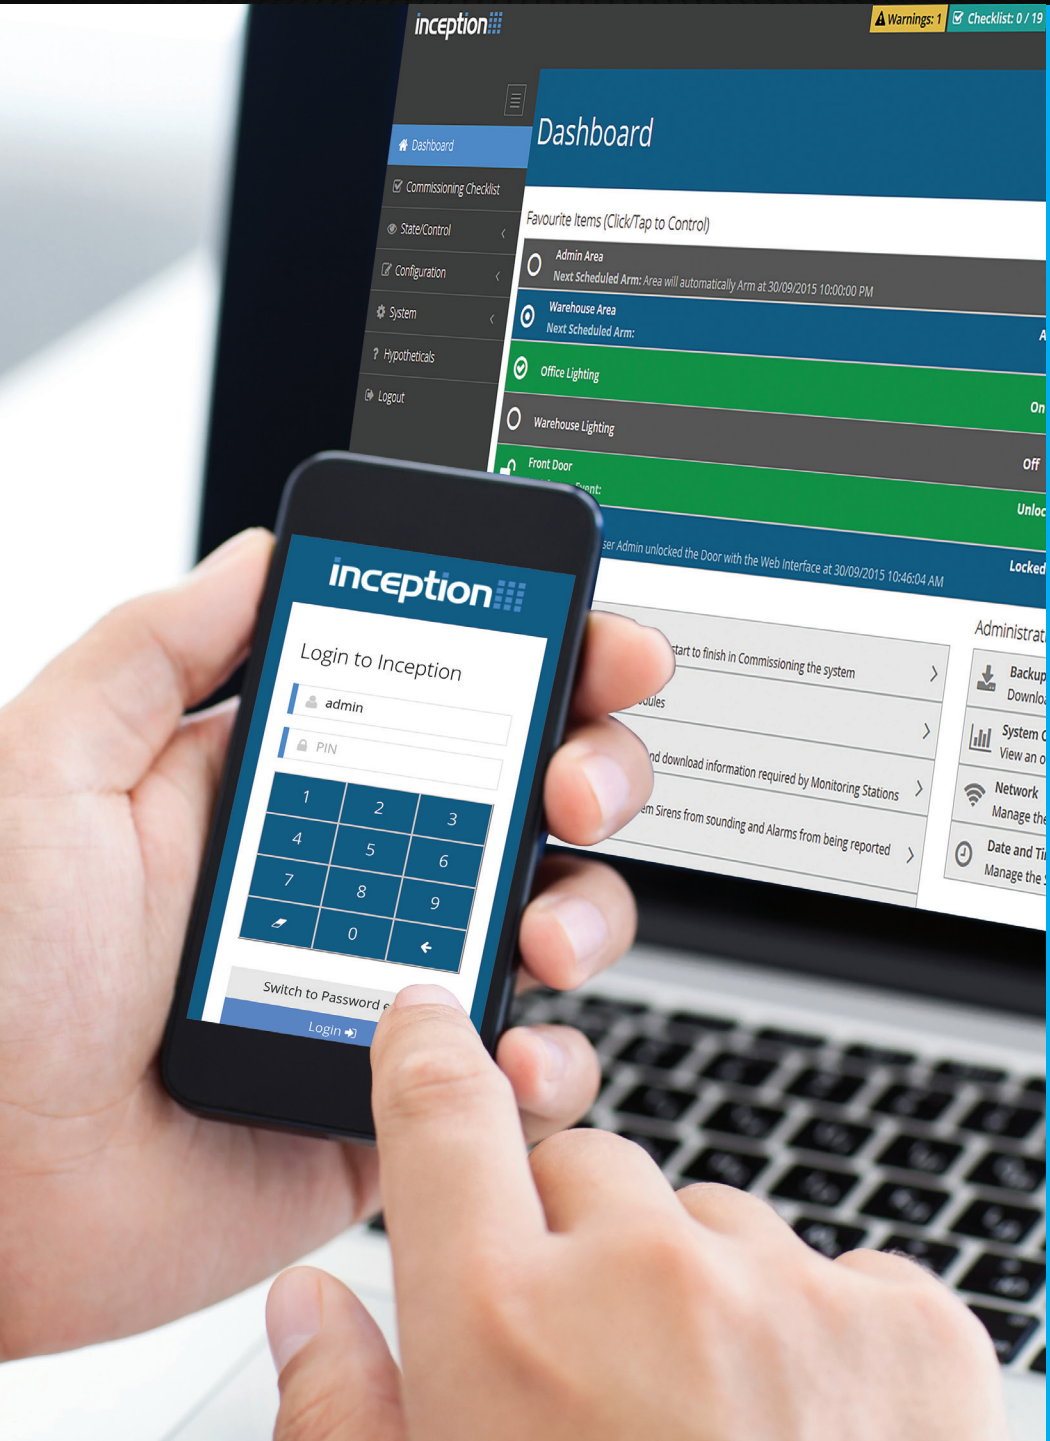 inception
Warnings: 1
Checklist: 0 / 19
Dashboard
Commissioning Checklist
State/Control
Configuration
System
? Hypotheticals
Logout
Dashboard
Favourite Items (Click/Tap to Control)
Admin Area
Next Scheduled Arm: Area will automatically Arm at 30/09/2015 10:00:00 PM
Warehouse Area
Next Scheduled Arm:
A
Office Lighting
On
Warehouse Lighting
Off
Front Door
Event:
Unloc
ser Admin unlocked the Door with the Web Interface at 30/09/2015 10:46:04 AM
Locked
start to finish in Commissioning the system
dules
nd download information required by Monitoring Stations
em Sirens from sounding and Alarms from being reported
Administrat
Backup
Downlo
System O
View an o
Network
Manage the
Date and Ti
Manage the S
inception
Login to Inception
admin
PIN
1 2 3
4 5 6
7 8 9
0
Switch to Password e
Login